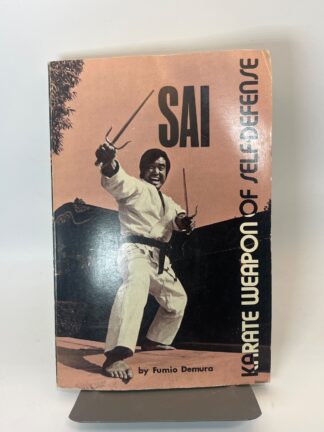 SAI
KARATE WEAPON OF SELF-DEFENSE
by Fumio Demura